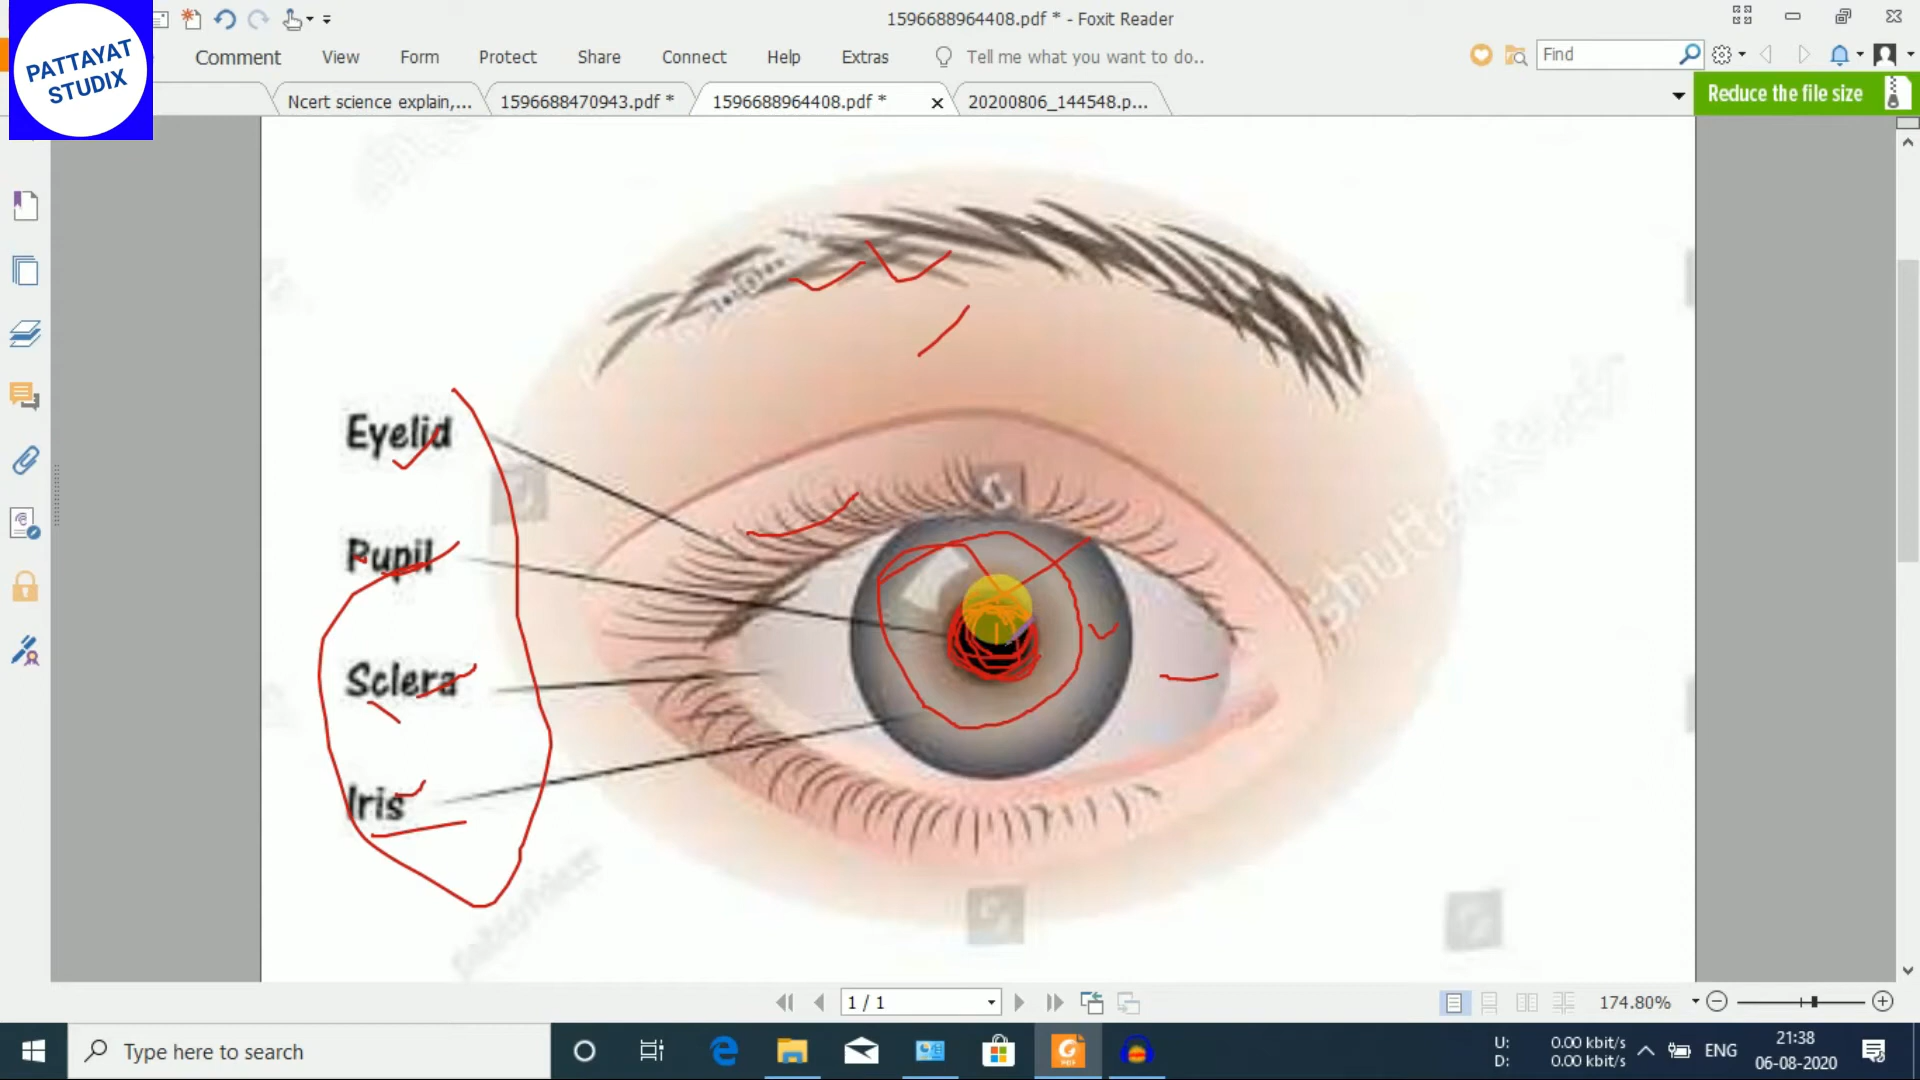 PATTAYAT
STUDIX
1596688964408.pdf * - Foxit Reader
Comment View Form Protect Share Connect Help Extras Tell me what you want to do.. Find
Ncert science explain,... 1596688470943.pdf * 1596688964408.pdf * 20200806_144548.p... Reduce the file size
Eyelid
Pupil
Sclera
Iris
shutterstock
1 / 1 174.80%
Type here to search
U: 0.00 kbit/s
D: 0.00 kbit/s
ENG
21:38
06-08-2020